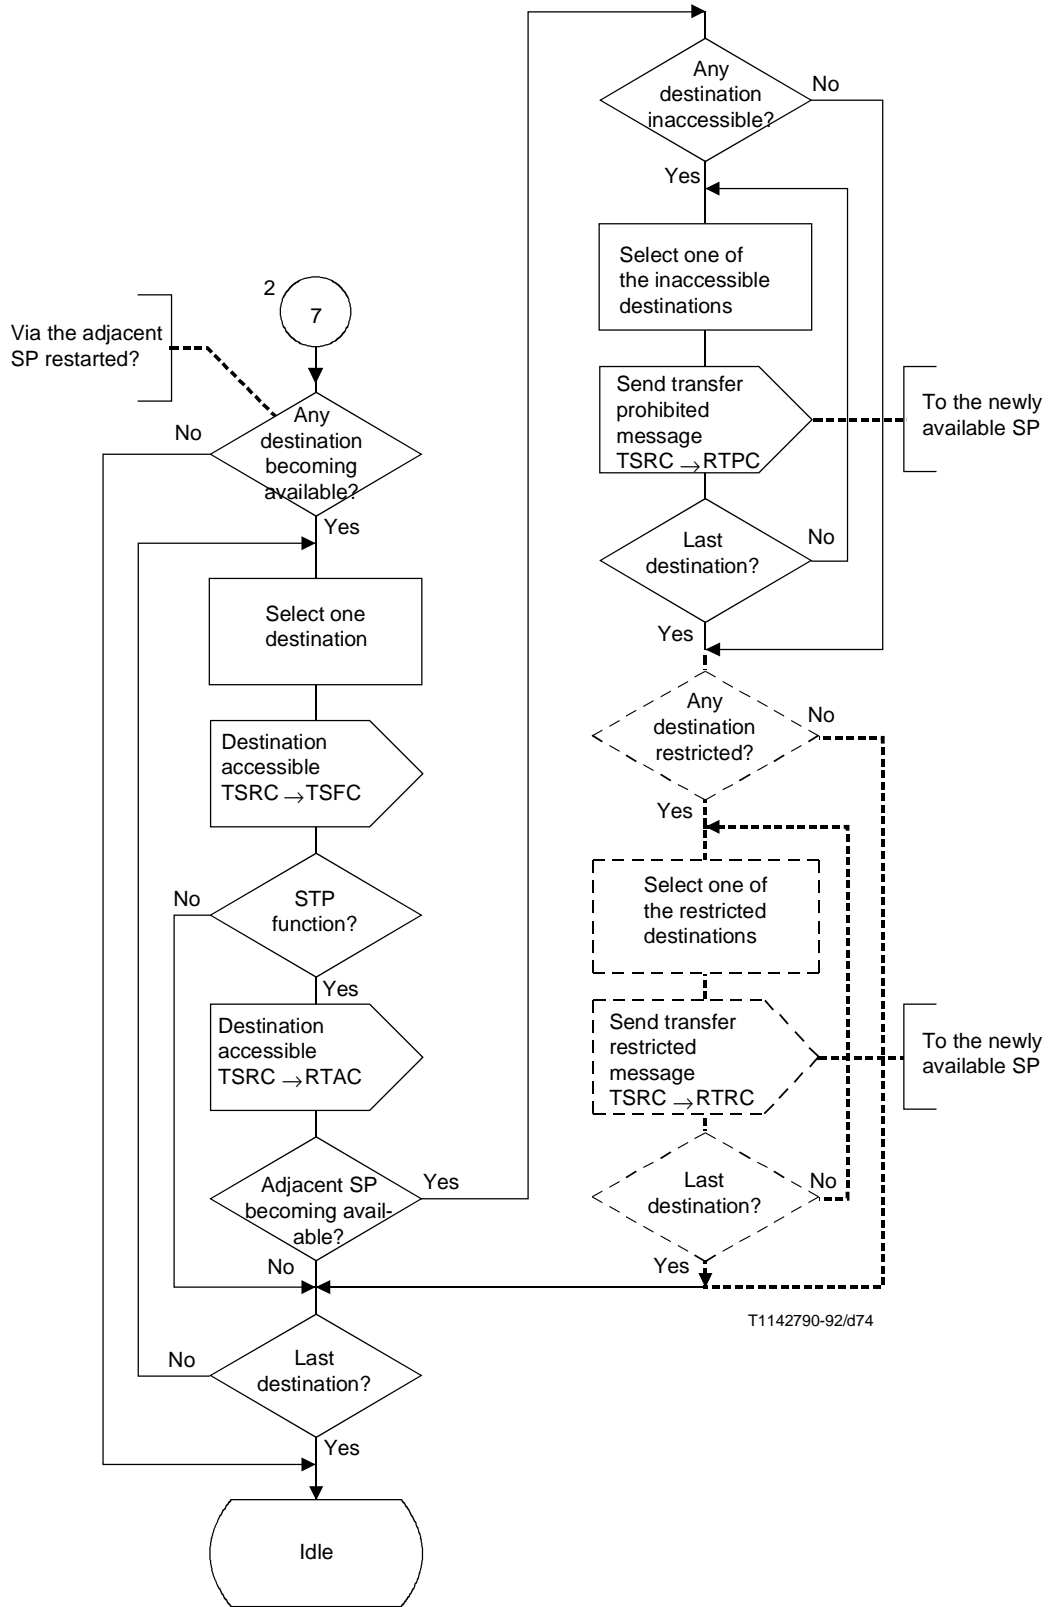 2
7
Via the adjacent
SP restarted?
Any
destination
becoming
available?
No
Yes
Select one
destination
Destination
accessible
TSRC → TSFC
STP
function?
No
Yes
Destination
accessible
TSRC → RTAC
Adjacent SP
becoming avail-
able?
Yes
No
Last
destination?
No
Yes
Idle
Any
destination
inaccessible?
No
Yes
Select one of
the inaccessible
destinations
Send transfer
prohibited
message
TSRC → RTPC
To the newly
available SP
Last
destination?
No
Yes
Any
destination
restricted?
No
Yes
Select one of
the restricted
destinations
Send transfer
restricted
message
TSRC → RTRC
To the newly
available SP
Last
destination?
No
Yes
T1142790-92/d74